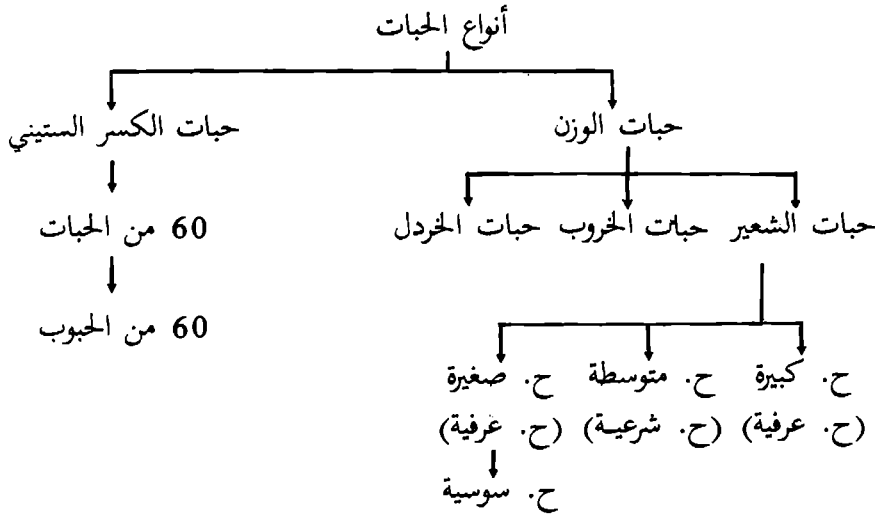 أنواع الحبات
حبات الوزن حبات الكسر الستيني
حبات الشعير حبات الخروب حبات الخردل 60 من الحبات
60 من الحبوب
ح. كبيرة ح. متوسطة ح. صغيرة
(ح. عرفية) (ح. شرعية) (ح. عرفية)
ح. سوسية